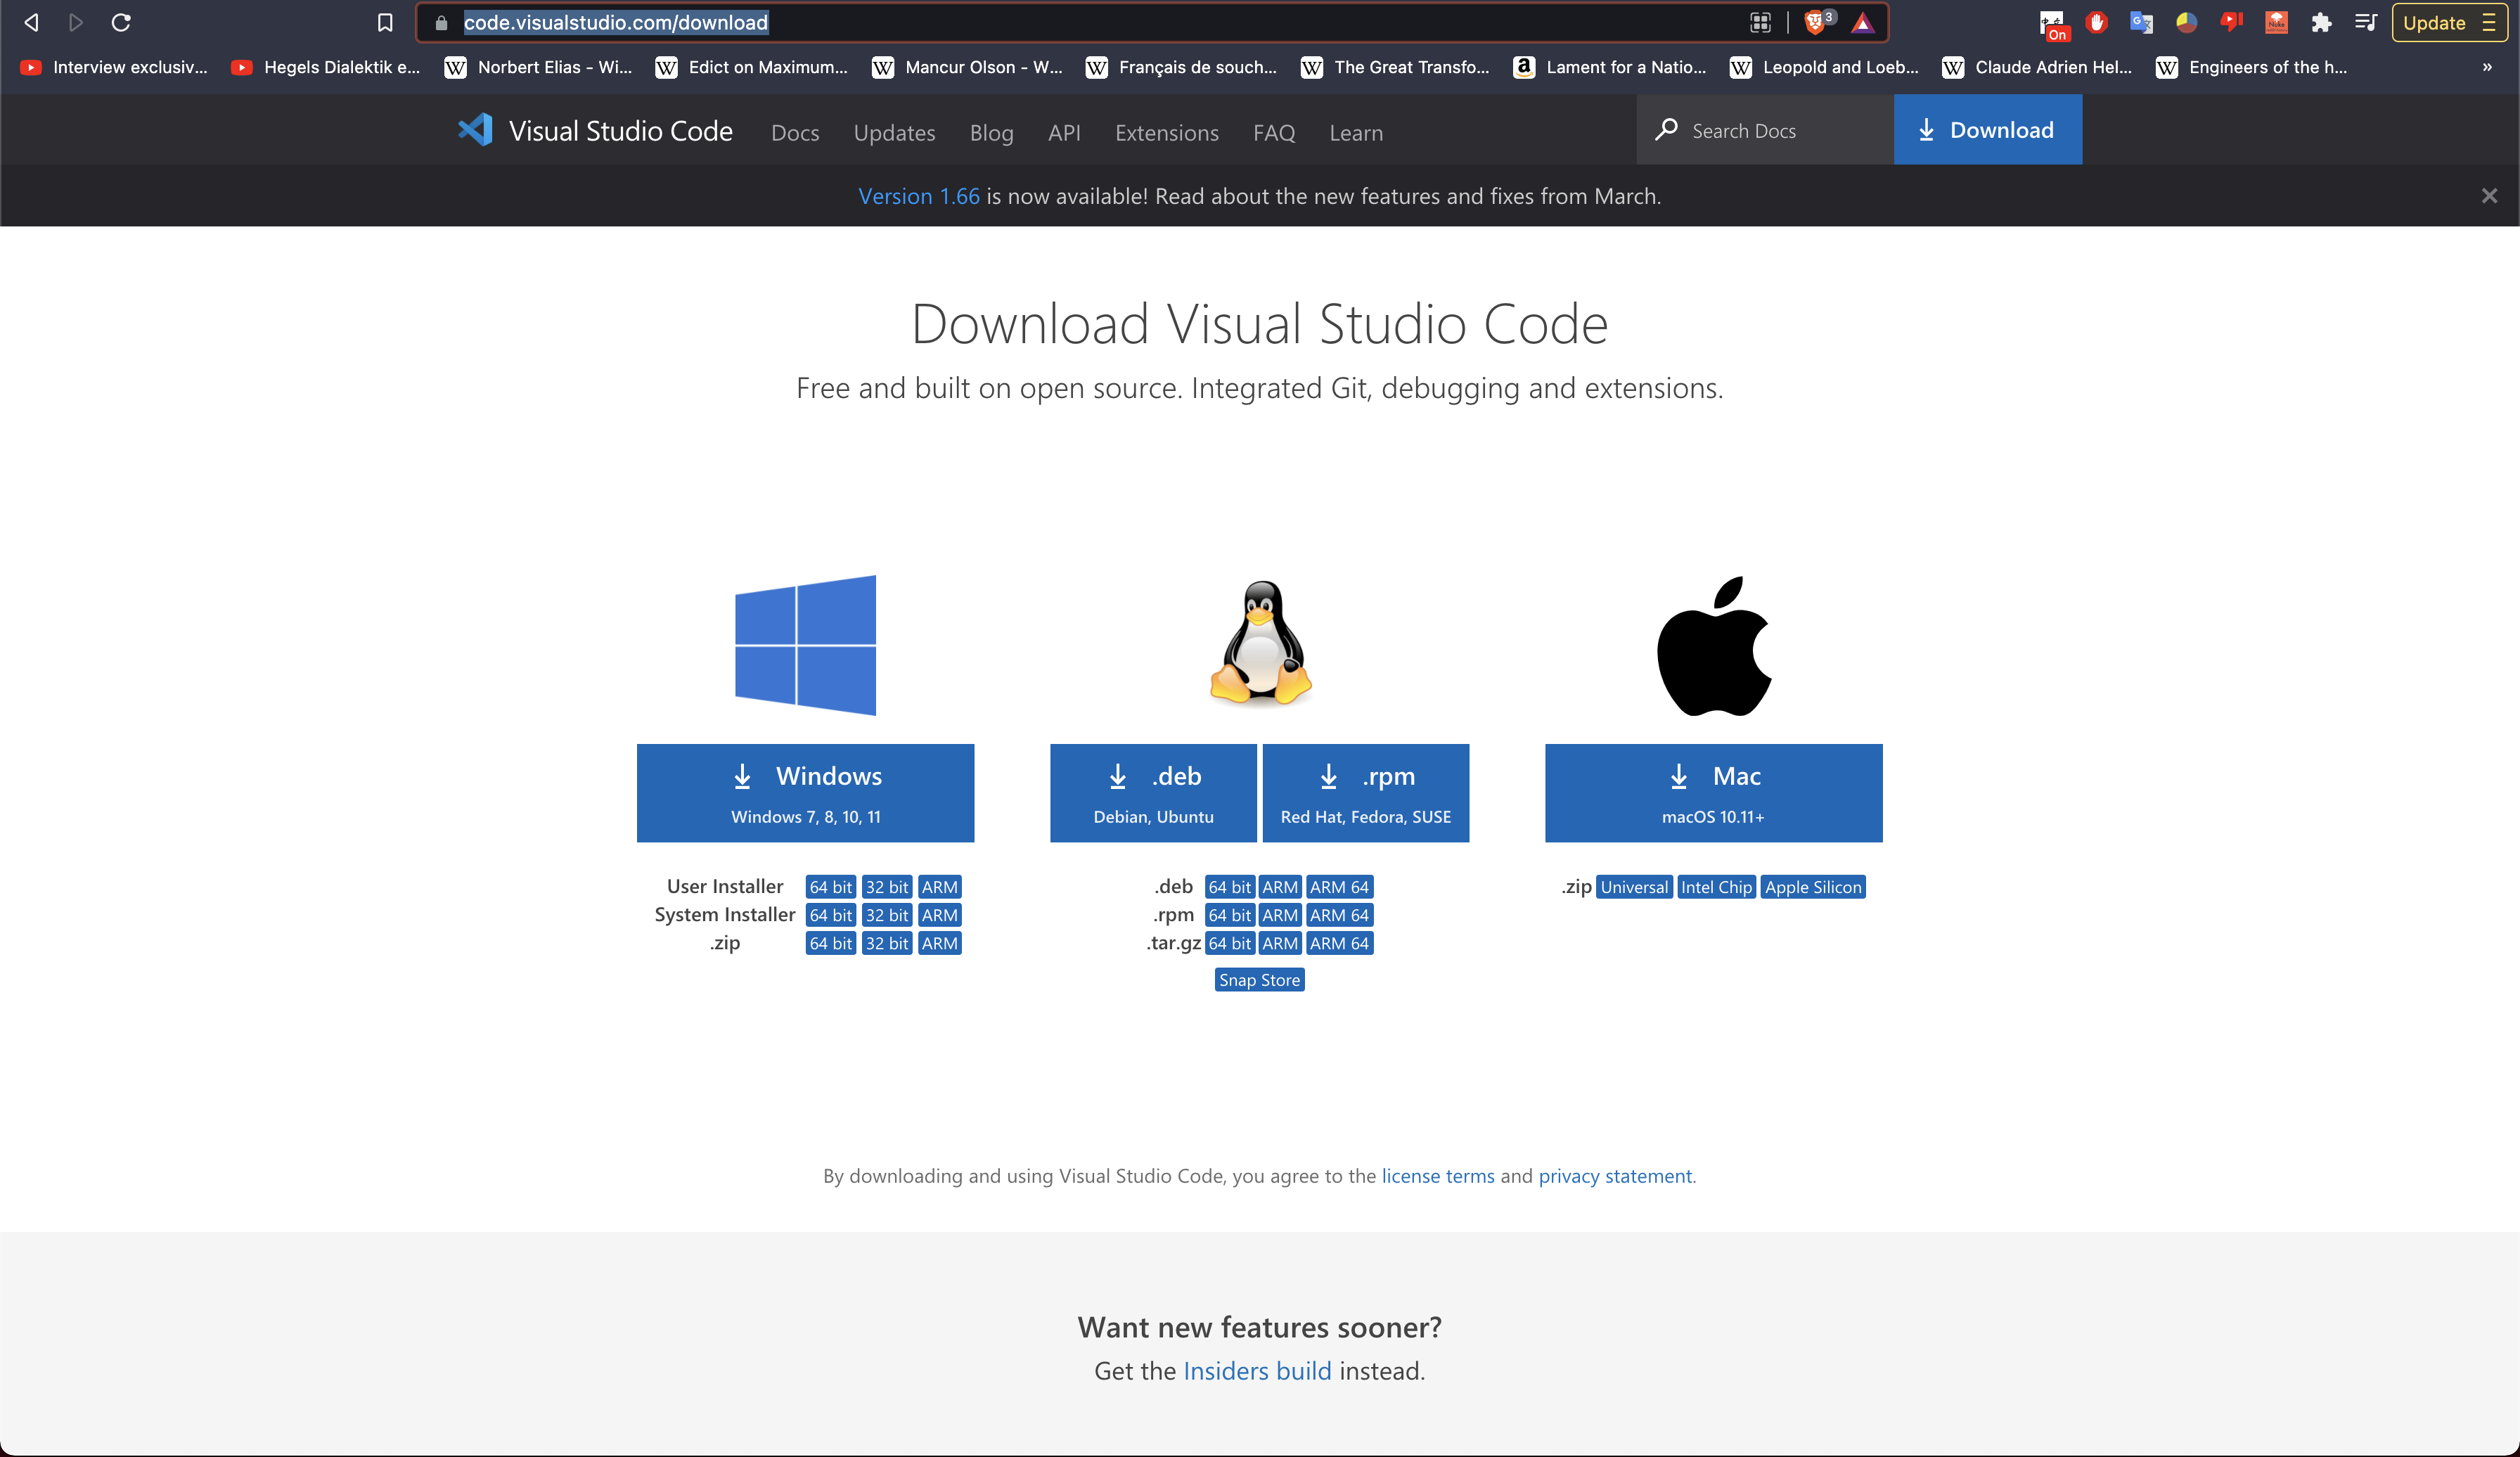 code.visualstudio.com/download
3
On
Update
Interview exclusiv...
Hegels Dialektik e...
Norbert Elias - Wi...
Edict on Maximum...
Mancur Olson - W...
Français de souch...
The Great Transfo...
Lament for a Natio...
Leopold and Loeb...
Claude Adrien Hel...
Engineers of the h...
»
Visual Studio Code
Docs
Updates
Blog
API
Extensions
FAQ
Learn
Search Docs
Download
Version 1.66 is now available! Read about the new features and fixes from March.
Download Visual Studio Code
Free and built on open source. Integrated Git, debugging and extensions.
Windows
Windows 7, 8, 10, 11
User Installer 64 bit 32 bit ARM
System Installer 64 bit 32 bit ARM
.zip 64 bit 32 bit ARM
.deb
Debian, Ubuntu
.rpm
Red Hat, Fedora, SUSE
.deb 64 bit ARM ARM 64
.rpm 64 bit ARM ARM 64
.tar.gz 64 bit ARM ARM 64
Snap Store
Mac
macOS 10.11+
.zip Universal Intel Chip Apple Silicon
By downloading and using Visual Studio Code, you agree to the license terms and privacy statement.
Want new features sooner?
Get the Insiders build instead.